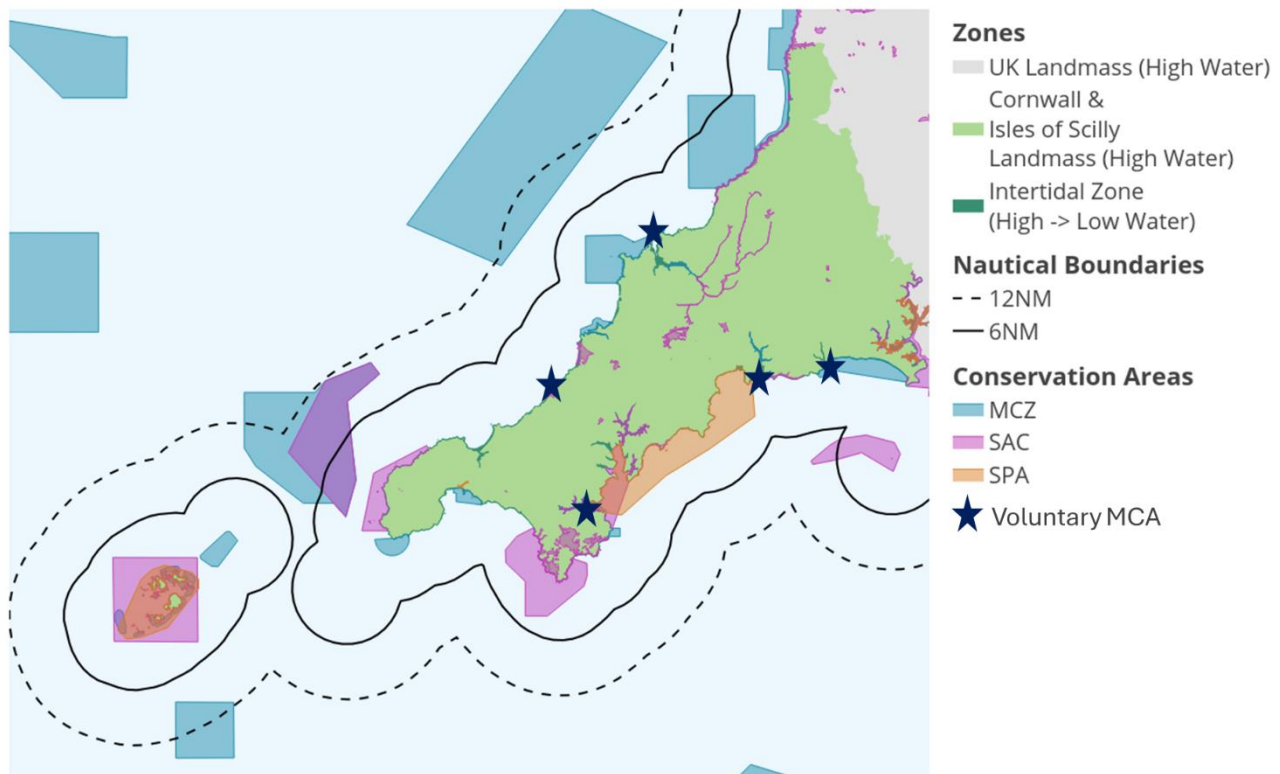 Zones
UK Landmass (High Water)
Cornwall &
Isles of Scilly
Landmass (High Water)
Intertidal Zone
(High -> Low Water)
Nautical Boundaries
12NM
6NM
Conservation Areas
MCZ
SAC
SPA
Voluntary MCA